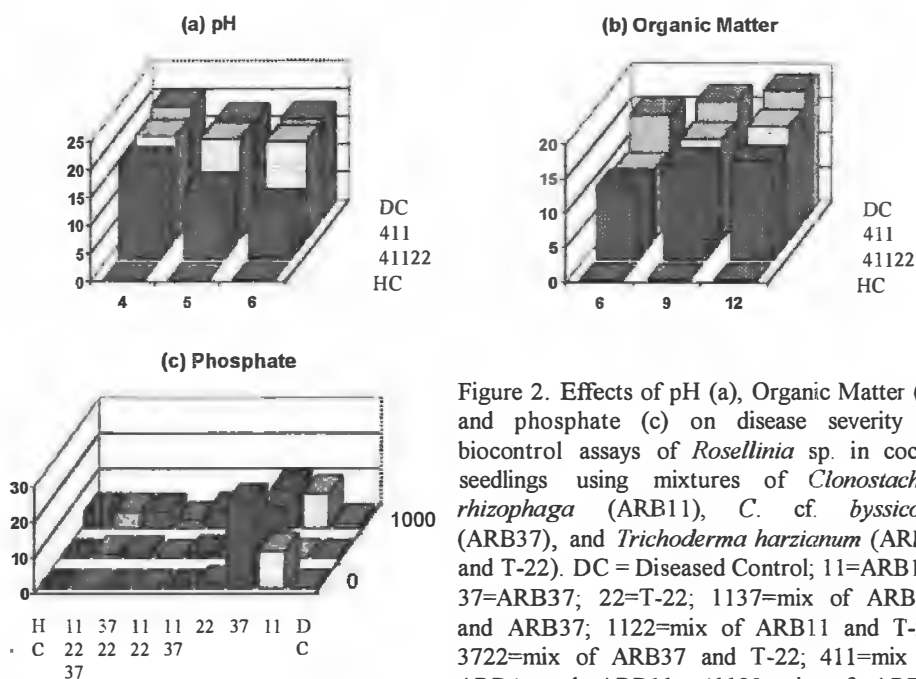 (a) pH
25
20
15
10
5
0
4 5 6
DC
411
41122
HC
(b) Organic Matter
20
15
10
5
0
6 9 12
DC
411
41122
HC
(c) Phosphate
30
20
10
0
1000
0
H 11 37 11 11 22 37 11 D
C 22 22 22 37 C
37
Figure 2. Effects of pH (a), Organic Matter (
and phosphate (c) on disease severity
biocontrol assays of Rosellinia sp. in coc
seedlings using mixtures of Clonostach
rhizophaga (ARB11), C. cf. byssico
(ARB37), and Trichoderma harzianum (ARB
and T-22). DC = Diseased Control; 11=ARB1
37=ARB37; 22=T-22; 1137=mix of ARB
and ARB37; 1122=mix of ARB11 and T-
3722=mix of ARB37 and T-22; 411=mix